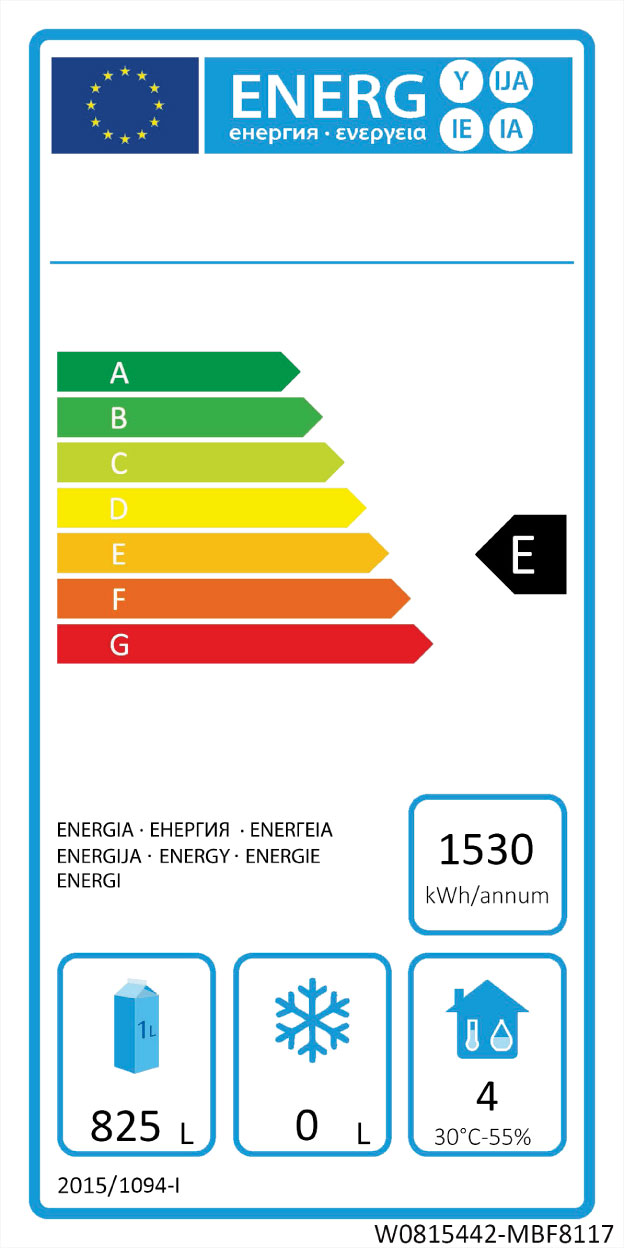 ENERG Y IJA
енергия · ενεργεια IE IA
A
B
C
D
E
E
F
G
ENERGIA · ЕНЕРГИЯ · ΕΝΕΡΓΕΙΑ
ENERGIJA · ENERGY · ENERGIE
ENERGI
1530
kWh/annum
1L
825 L
0 L
4
30°C-55%
2015/1094-I
W0815442-MBF8117